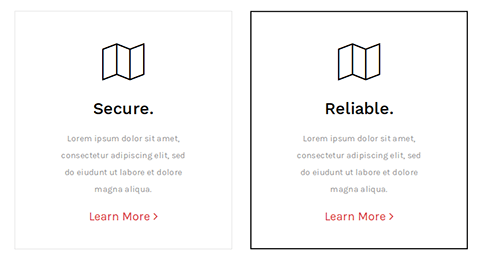 Secure.
Lorem ipsum dolor sit amet,
consectetur adipiscing elit, sed
do eiudunt ut labore et dolore
magna aliqua.
Learn More >
Reliable.
Lorem ipsum dolor sit amet,
consectetur adipiscing elit, sed
do eiudunt ut labore et dolore
magna aliqua.
Learn More >